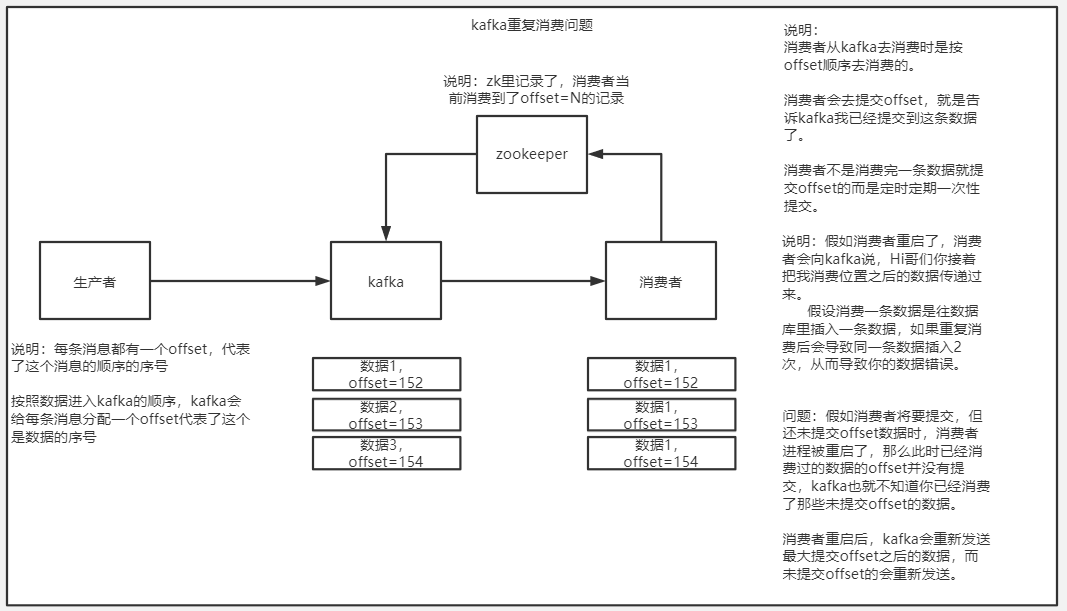 kafka重复消费问题
说明：zk里记录了，消费者当
前消费到了offset=N的记录
zookeeper
生产者
kafka
消费者
说明：每条消息都有一个offset，代表
了这个消息的顺序的序号
按照数据进入kafka的顺序，kafka会
给每条消息分配一个offset代表了这个
是数据的序号
数据1，
offset=152
数据2，
offset=153
数据3，
offset=154
数据1，
offset=152
数据1，
offset=153
数据1，
offset=154
说明：
消费者从kafka去消费时是按
offset顺序去消费的。
消费者会去提交offset，就是告
诉kafka我已经提交到这条数据
了。
消费者不是消费完一条数据就提
交offset的而是定时定期一次性
提交。
说明：假如消费者重启了，消费
者会向kafka说，Hi哥们你接着
把我消费位置之后的数据传递过
来。
假设消费一条数据是往数据
库里插入一条数据，如果重复消
费后会导致同一条数据插入2
次，从而导致你的数据错误。
问题：假如消费者将要提交，但
还未提交offset数据时，消费者
进程被重启了，那么此时已经消
费过的数据的offset并没有提
交，kafka也就不知道你已经消费
了那些未提交offset的数据。
消费者重启后，kafka会重新发送
最大提交offset之后的数据，而
未提交offset的会重新发送。